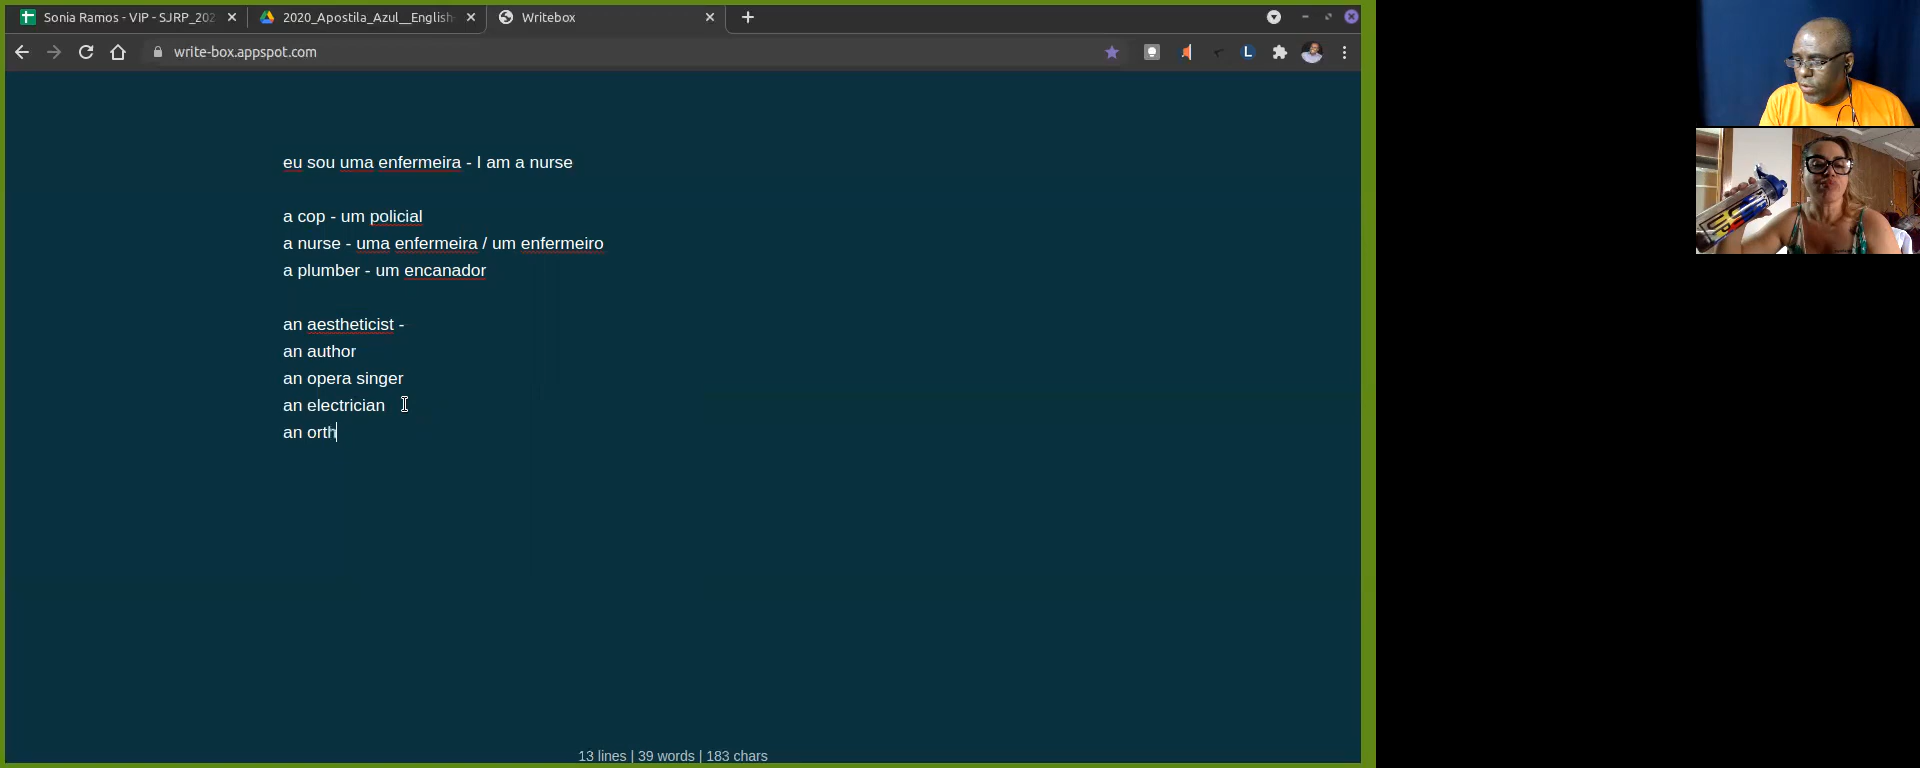 Sonia Ramos - VIP - SJRP_202
2020_Apostila_Azul__English
Writebox
write-box.appspot.com
eu sou uma enfermeira - I am a nurse
a cop - um policial
a nurse - uma enfermeira / um enfermeiro
a plumber - um encanador
an aestheticist -
an author
an opera singer
an electrician
an orth
13 lines | 39 words | 183 chars